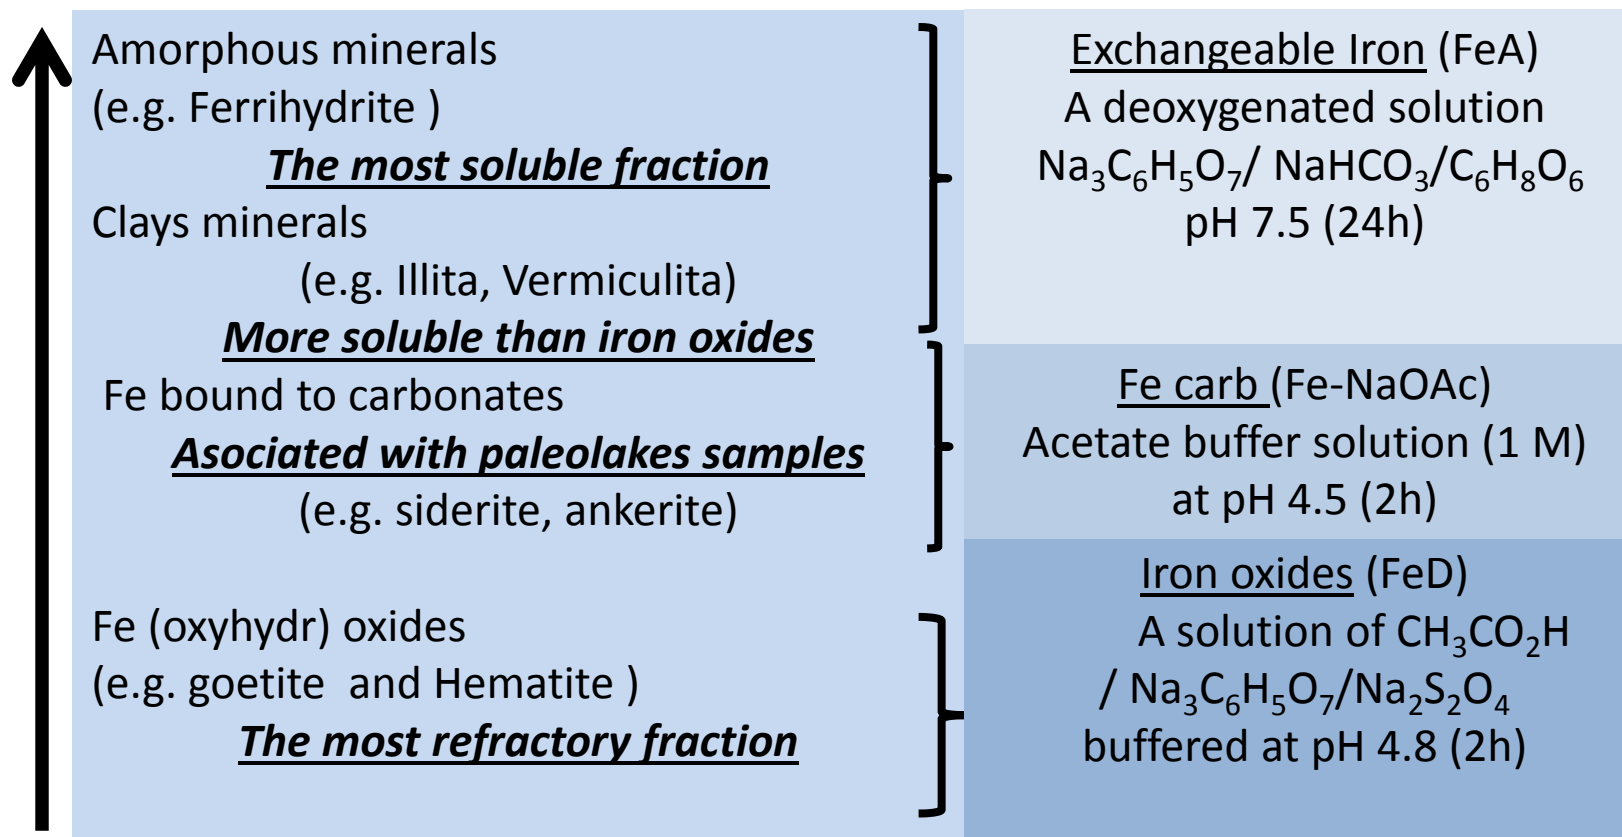 Amorphous minerals
(e.g. Ferrihydrite )
The most soluble fraction
Clays minerals
(e.g. Illita, Vermiculita)
More soluble than iron oxides
Fe bound to carbonates
Asociated with paleolakes samples
(e.g. siderite, ankerite)
Fe (oxyhydr) oxides
(e.g. goetite and Hematite )
The most refractory fraction
Exchangeable Iron (FeA)
A deoxygenated solution
Na₃C₆H₅O₇/ NaHCO₃/C₆H₈O₆
pH 7.5 (24h)
Fe carb (Fe-NaOAc)
Acetate buffer solution (1 M)
at pH 4.5 (2h)
Iron oxides (FeD)
A solution of CH₃CO₂H
/ Na₃C₆H₅O₇/Na₂S₂O₄
buffered at pH 4.8 (2h)